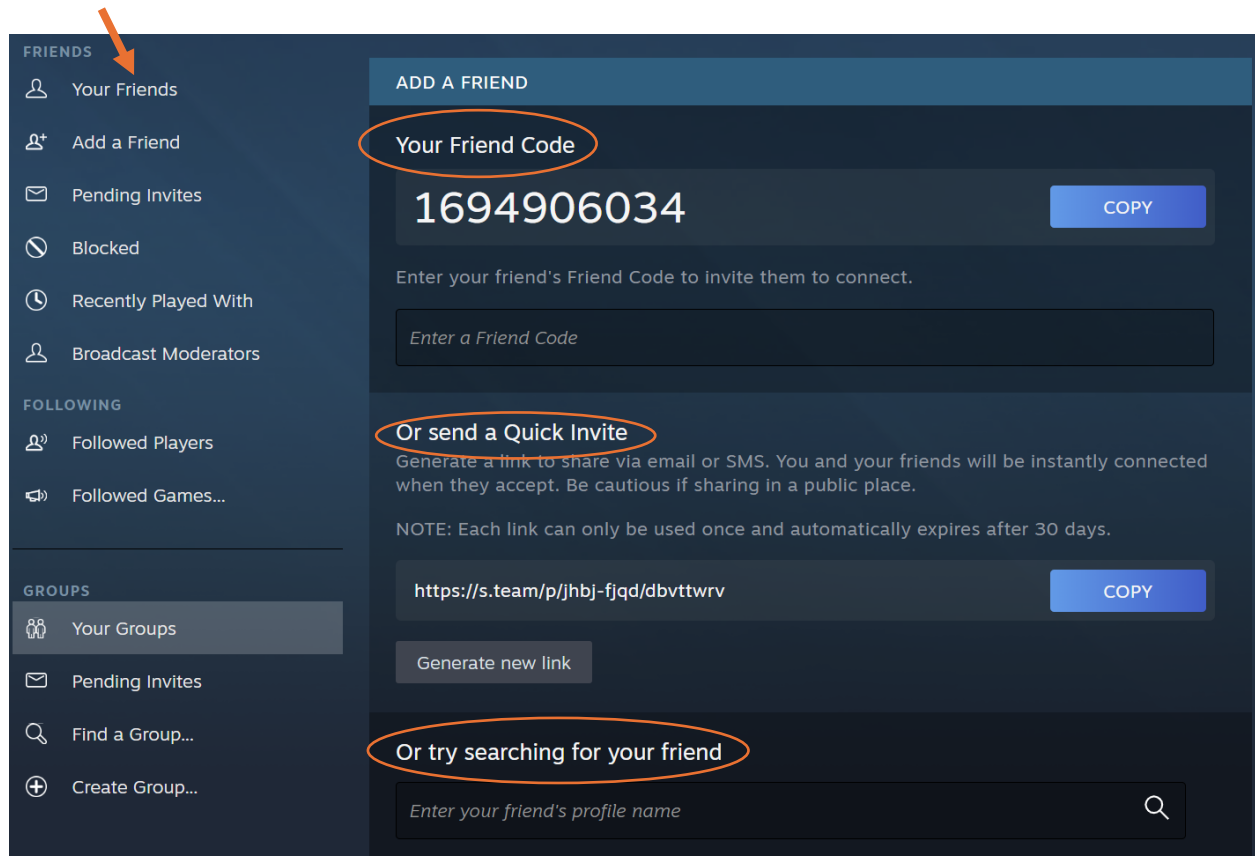 FRIENDS
Your Friends
Add a Friend
Pending Invites
Blocked
Recently Played With
Broadcast Moderators
FOLLOWING
Followed Players
Followed Games...
GROUPS
Your Groups
Pending Invites
Find a Group...
Create Group...
ADD A FRIEND
Your Friend Code
1694906034
COPY
Enter your friend's Friend Code to invite them to connect.
Enter a Friend Code
Or send a Quick Invite
Generate a link to share via email or SMS. You and your friends will be instantly connected
when they accept. Be cautious if sharing in a public place.
NOTE: Each link can only be used once and automatically expires after 30 days.
https://s.team/p/jhbj-fjqd/dbvttwrv
COPY
Generate new link
Or try searching for your friend
Enter your friend's profile name